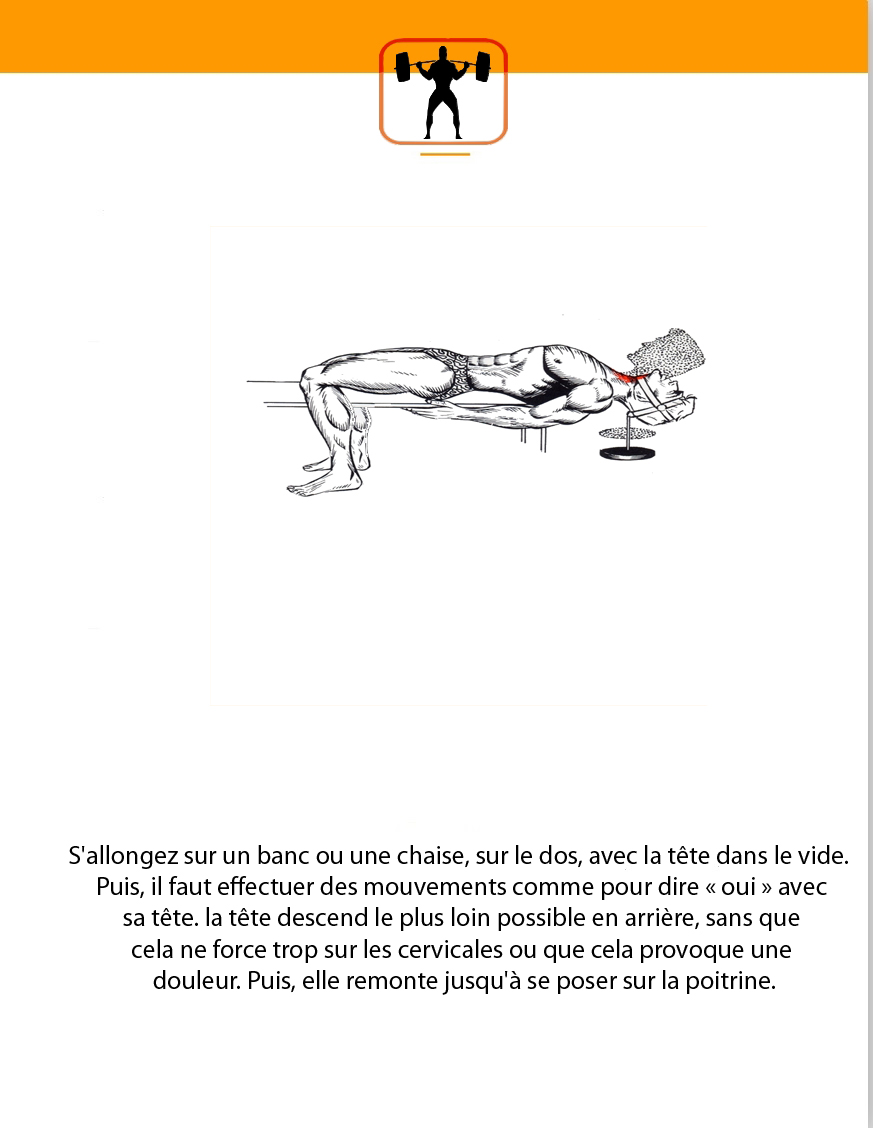 S'allongez sur un banc ou une chaise, sur le dos, avec la tête dans le vide.
Puis, il faut effectuer des mouvements comme pour dire « oui » avec
sa tête. la tête descend le plus loin possible en arrière, sans que
cela ne force trop sur les cervicales ou que cela provoque une
douleur. Puis, elle remonte jusqu'à se poser sur la poitrine.